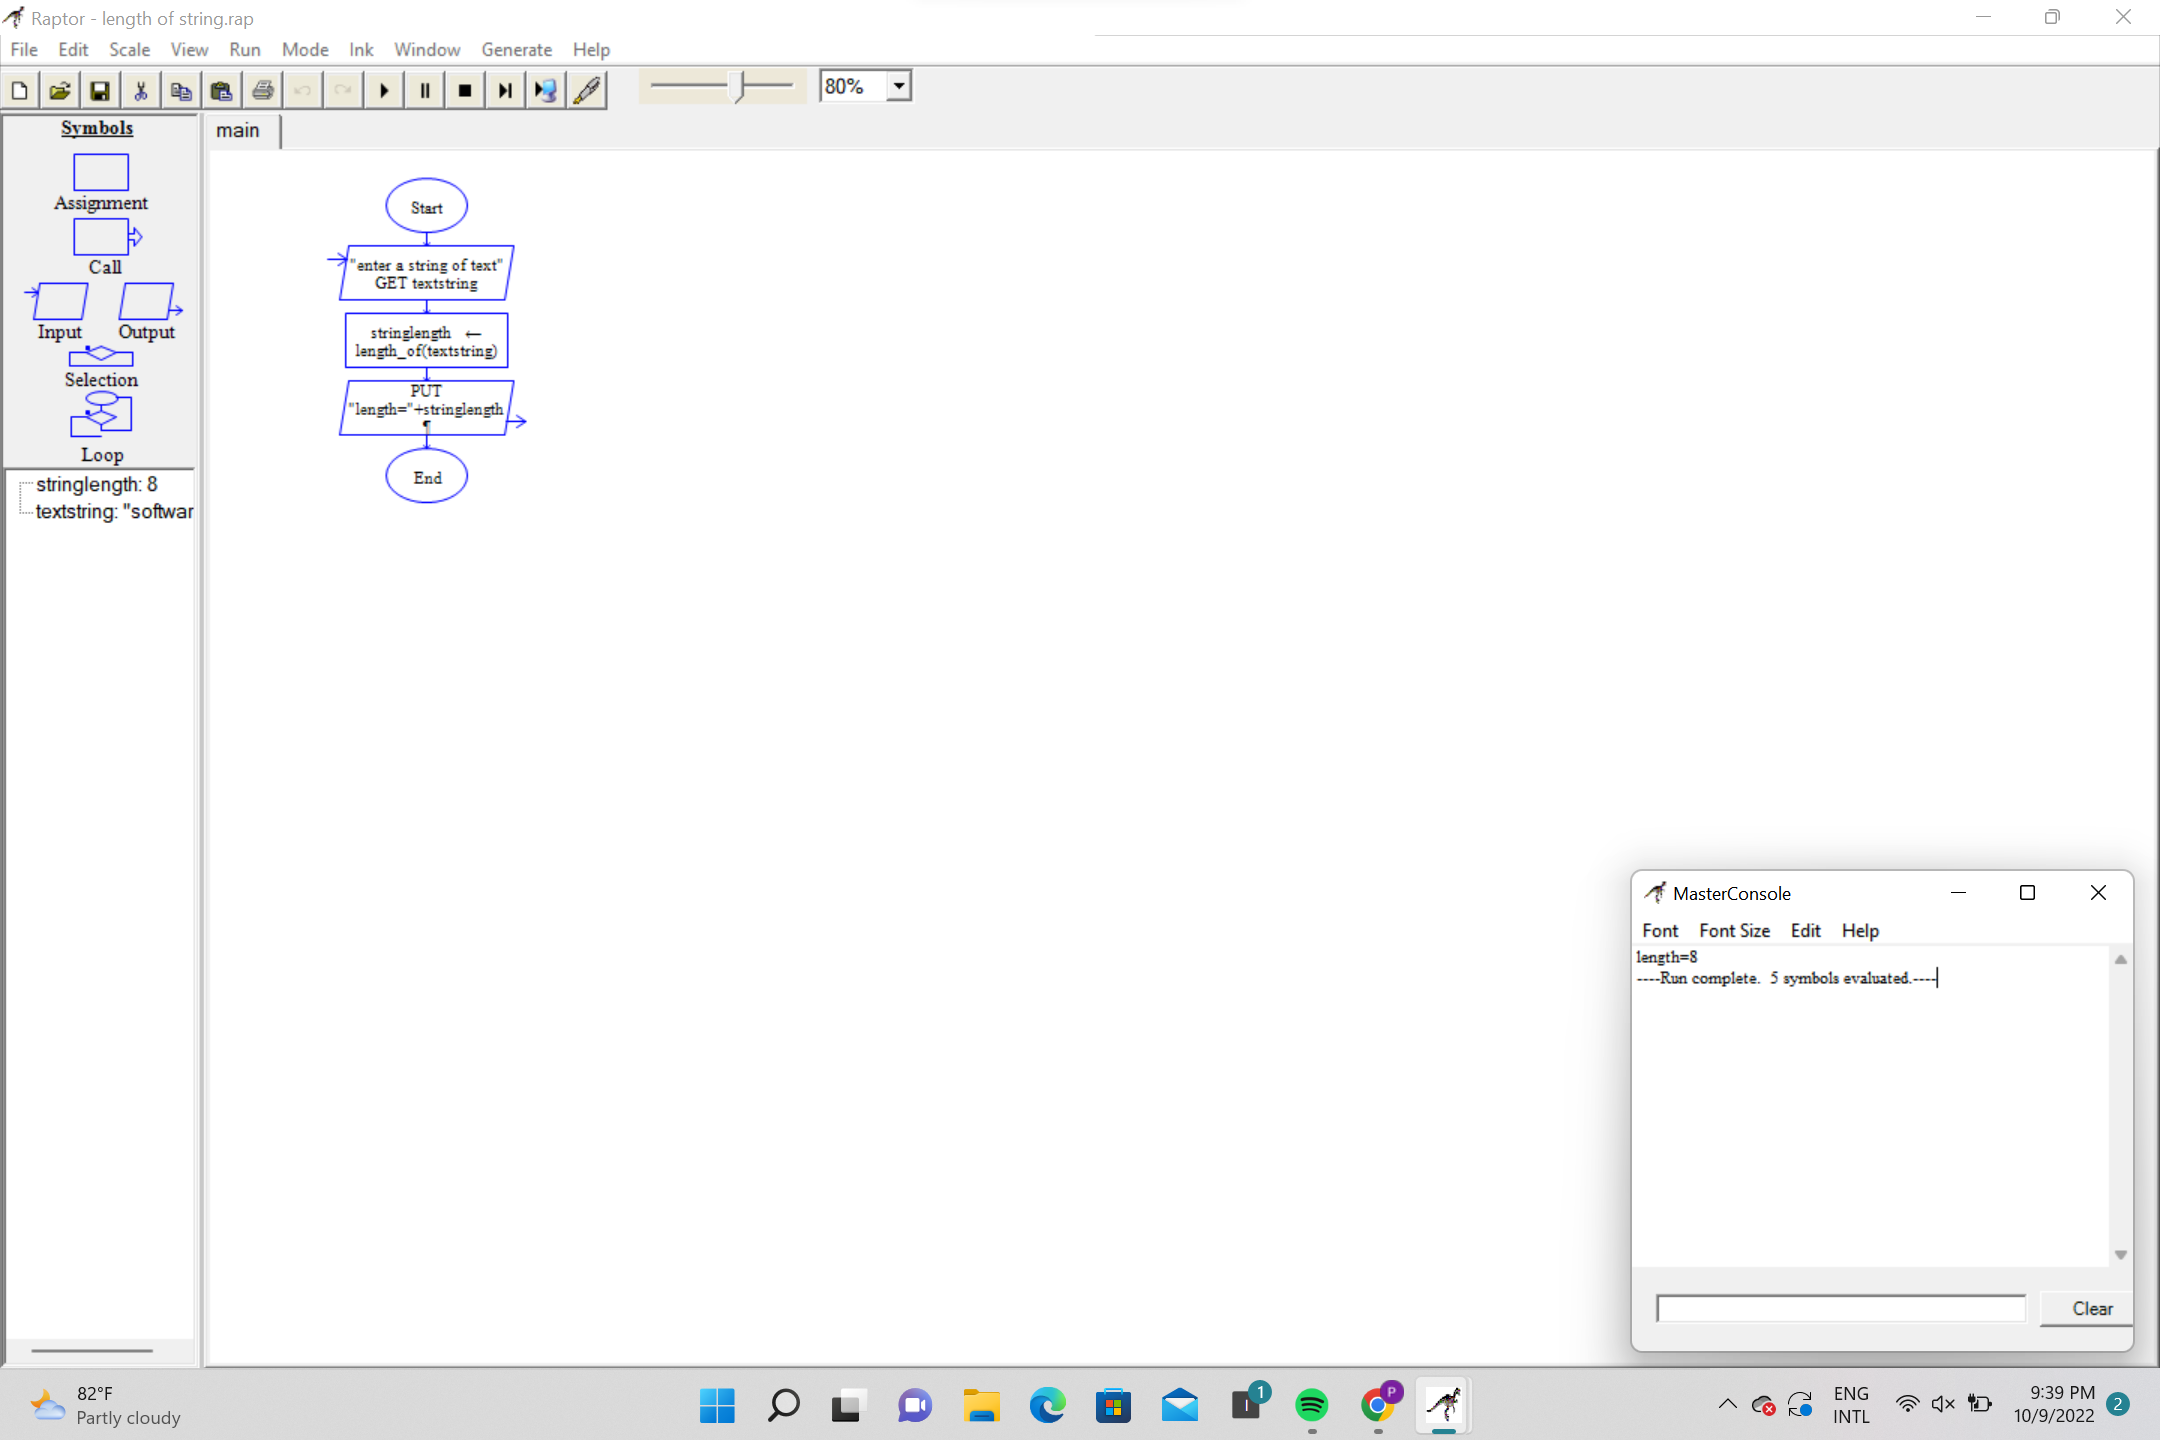 Raptor - length of string.rap
File Edit Scale View Run Mode Ink Window Generate Help
80%
Symbols
Assignment
Call
Input Output
Selection
Loop
stringlength: 8
textstring: "softwar
main
Start
"enter a string of text"
GET textstring
stringlength ←
length_of(textstring)
PUT
"length="+stringlength
¶
End
MasterConsole
Font Font Size Edit Help
length=8
----Run complete.  5 symbols evaluated.----
Clear
82°F
Partly cloudy
1
P
ENG
INTL
9:39 PM
10/9/2022
2